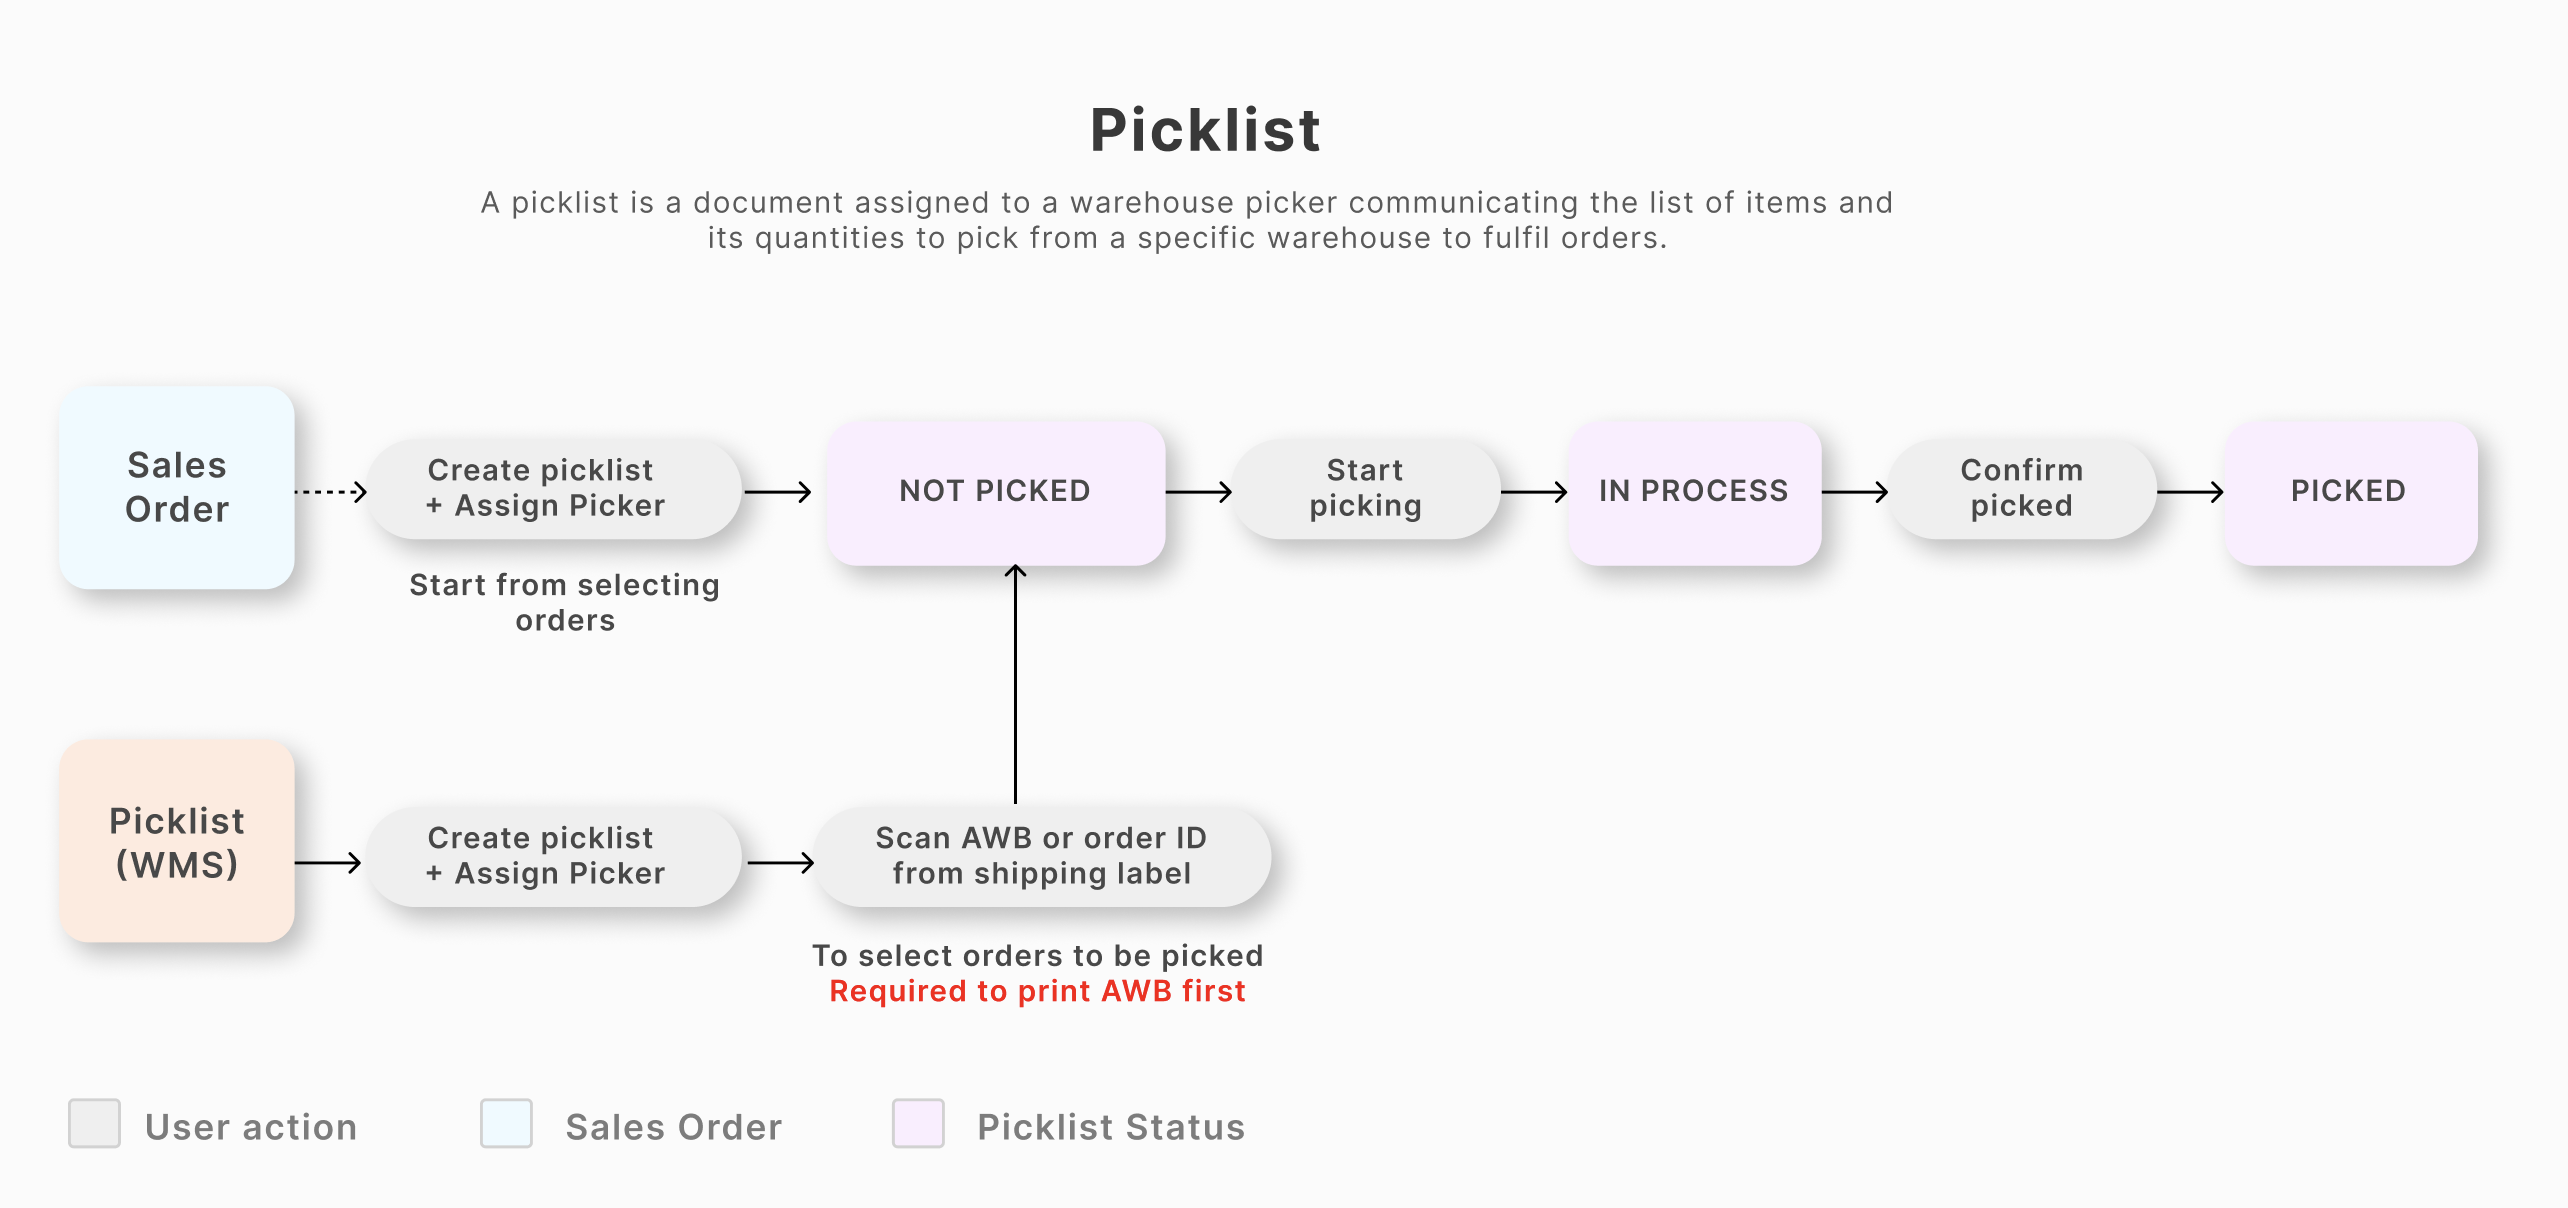 Picklist
A picklist is a document assigned to a warehouse picker communicating the list of items and
its quantities to pick from a specific warehouse to fulfil orders.
Sales
Order
Create picklist
+ Assign Picker
Start from selecting
orders
NOT PICKED
Start
picking
IN PROCESS
Confirm
picked
PICKED
Picklist
(WMS)
Create picklist
+ Assign Picker
Scan AWB or order ID
from shipping label
To select orders to be picked
Required to print AWB first
User action
Sales Order
Picklist Status